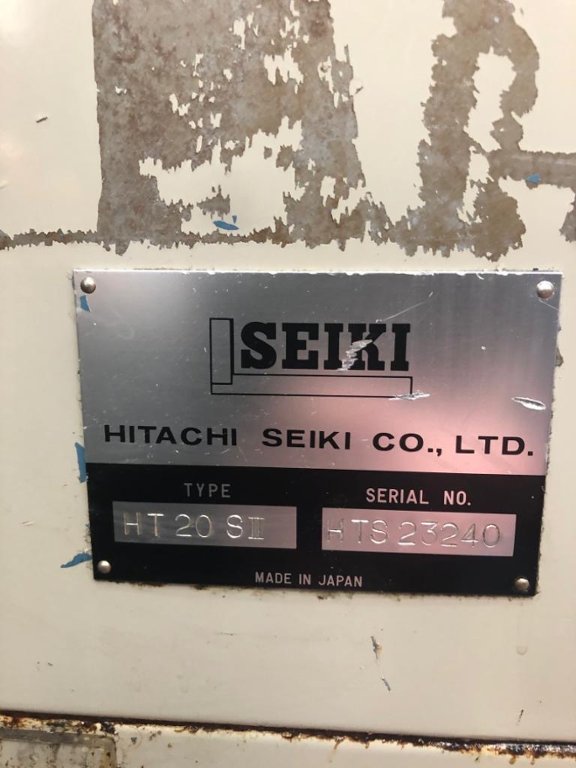 SEIKI
HITACHI SEIKI CO., LTD.
TYPE
SERIAL NO.
HT 20 SII
HTS 23240
MADE IN JAPAN